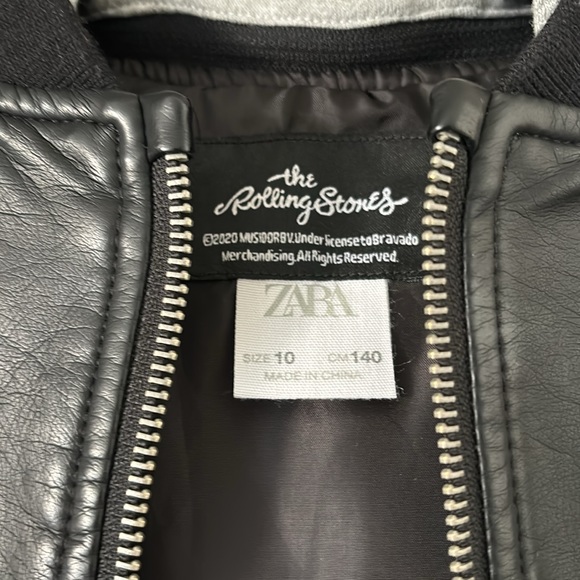 the
Rolling Stones
©2020 MUSIDOR B.V. Under license to Bravado
Merchandising. All Rights Reserved.
ZARA
SIZE 10 CM 140
MADE IN CHINA